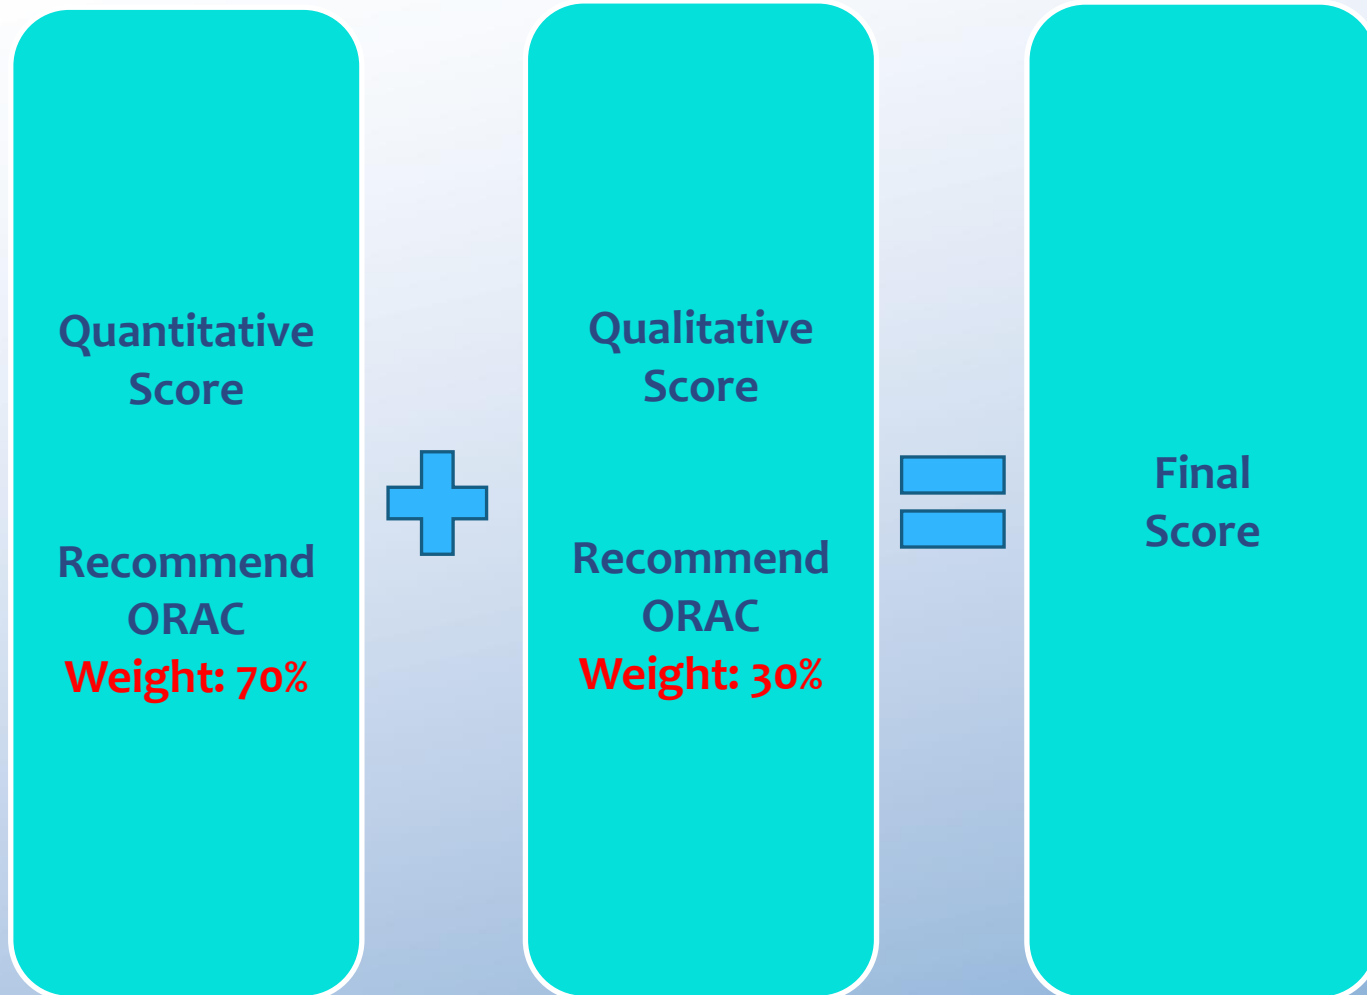 Quantitative
Score
Recommend
ORAC
Weight: 70%
Qualitative
Score
Recommend
ORAC
Weight: 30%
Final
Score